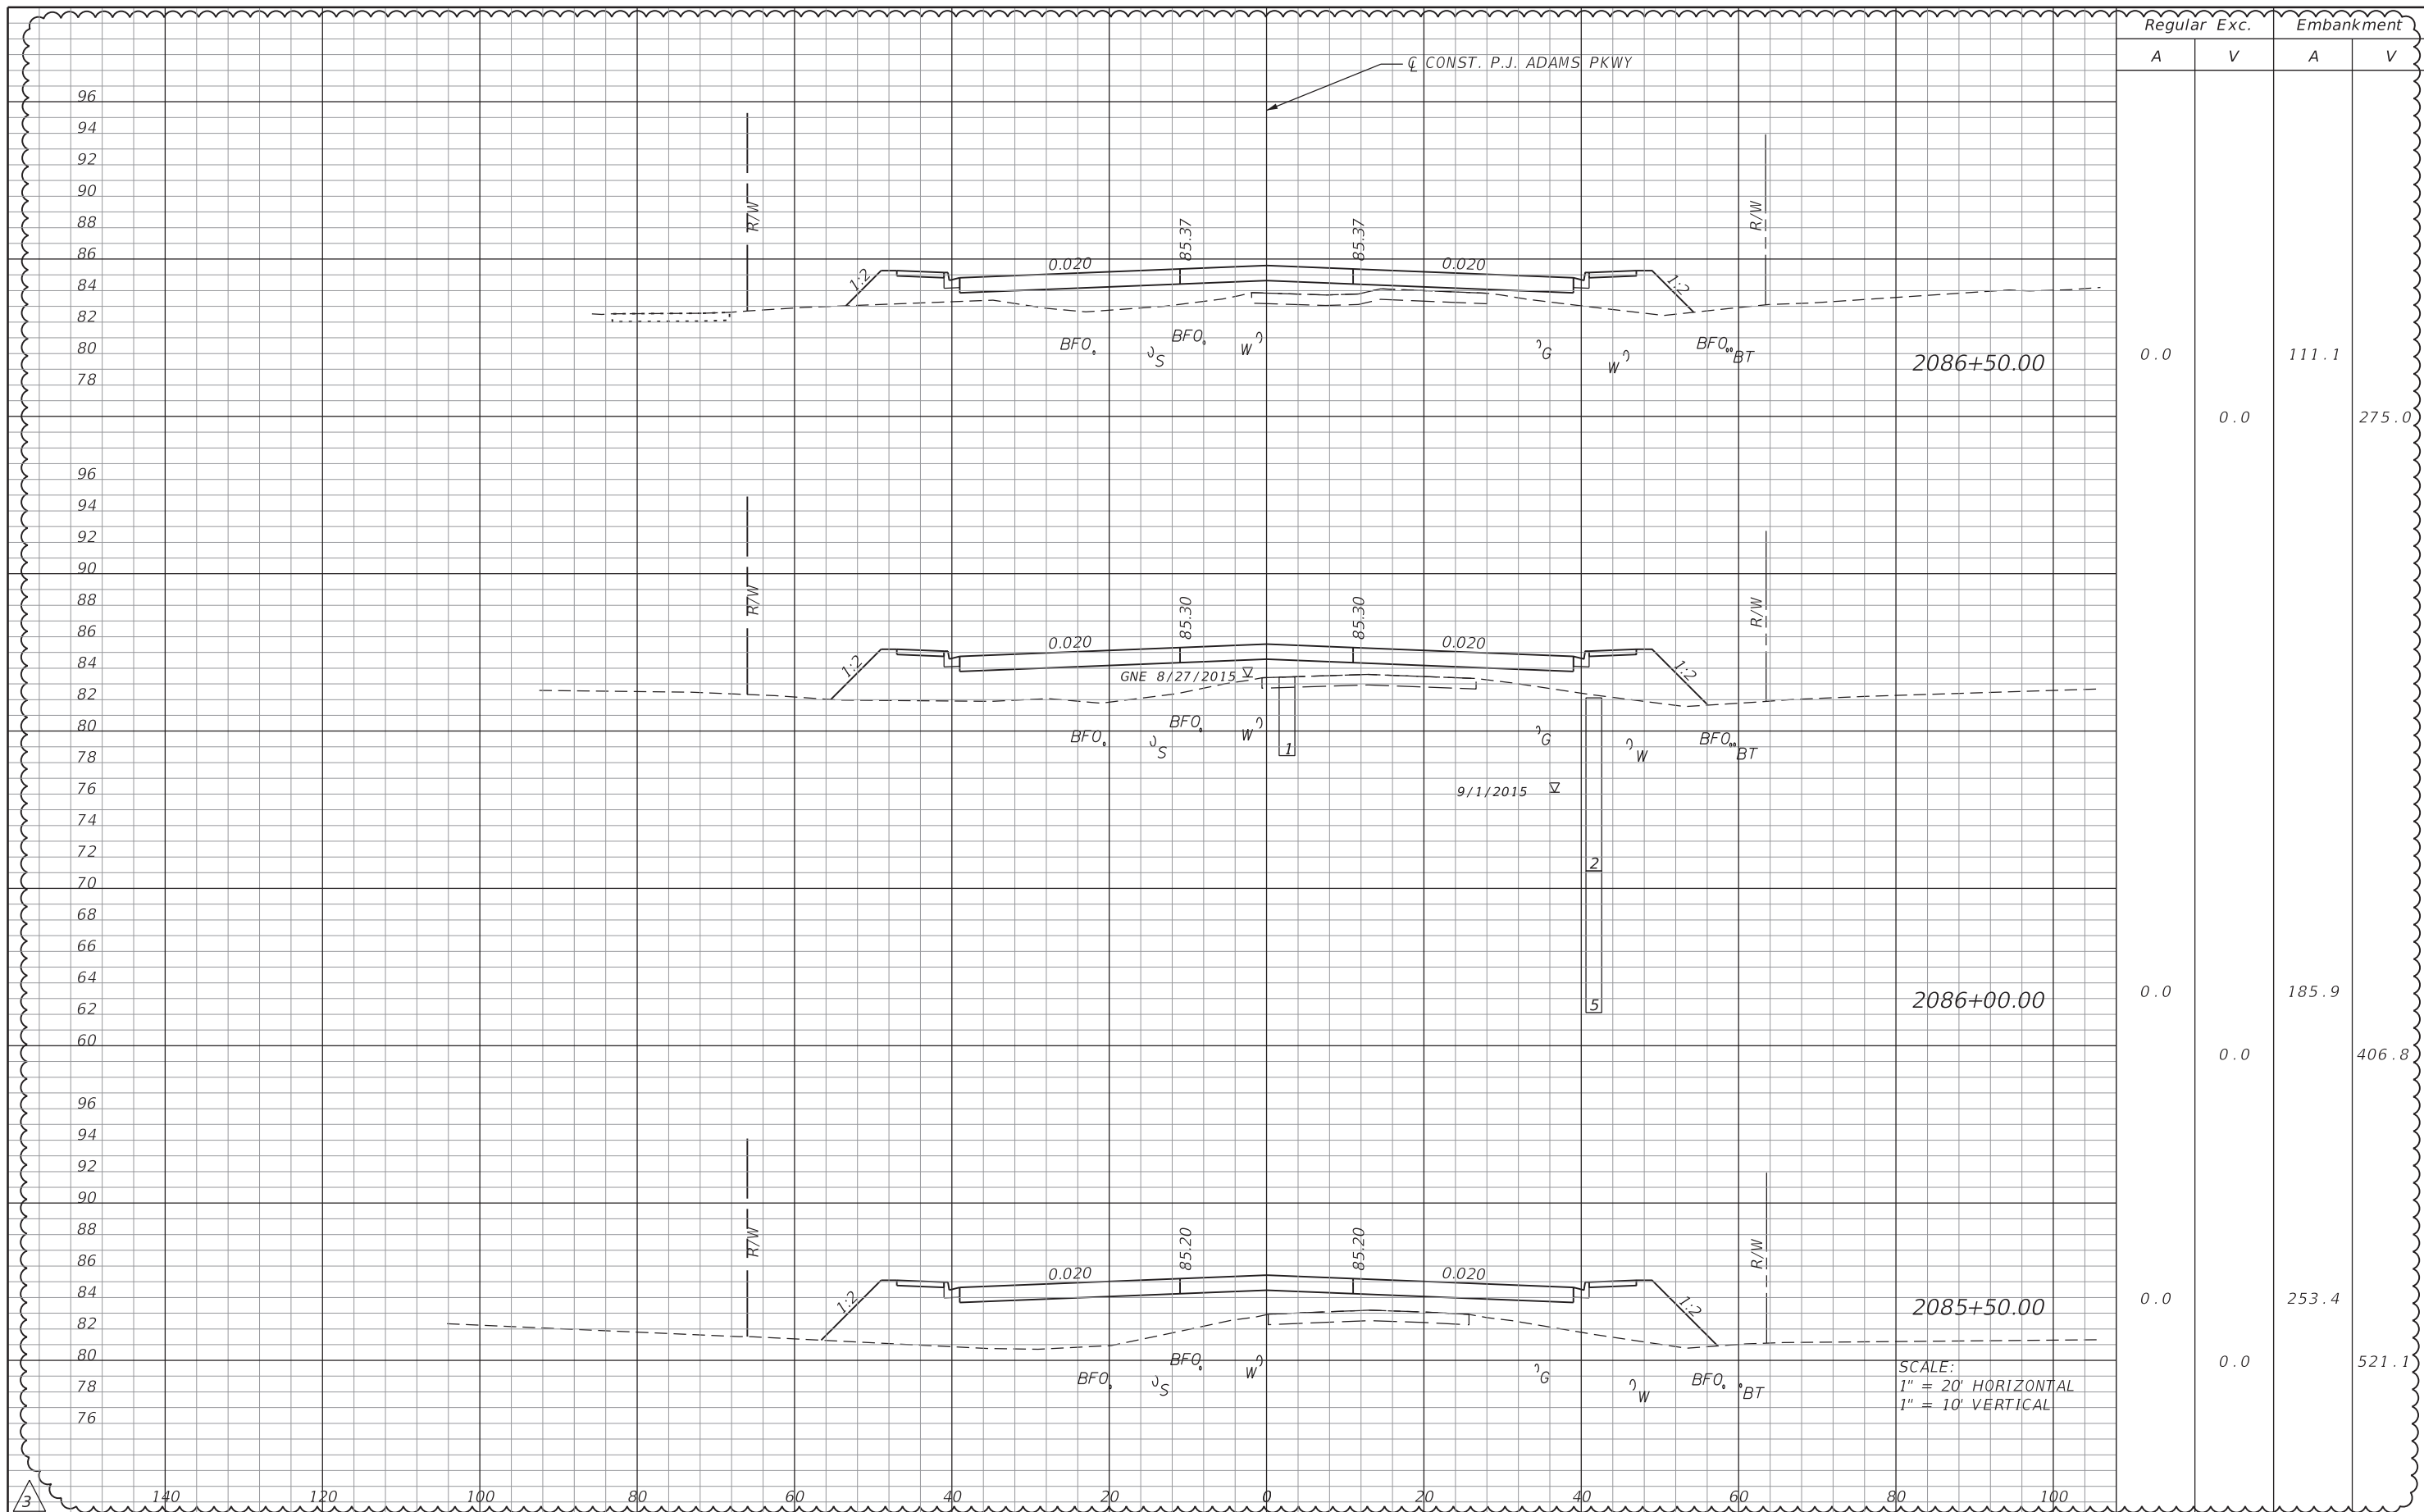 Regular Exc. Embankment
A V A V
℄ CONST. P.J. ADAMS PKWY
96
94
92
90
88
86
84
82
80
78
R/W
R/W
1:2
0.020
85.37
85.37
0.020
1:2
BFO
S
BFO
W
G
W
BFO
BT
2086+50.00
0.0
111.1
0.0
275.0
96
94
92
90
88
86
84
82
80
78
76
74
72
70
68
66
64
62
60
R/W
R/W
1:2
0.020
85.30
85.30
0.020
1:2
GNE 8/27/2015
BFO
S
BFO
W
1
G
W
BFO
BT
9/1/2015
2
5
2086+00.00
0.0
185.9
0.0
406.8
96
94
92
90
88
86
84
82
80
78
76
R/W
R/W
1:2
0.020
85.20
85.20
0.020
1:2
BFO
S
BFO
W
G
W
BFO
BT
2085+50.00
0.0
253.4
0.0
521.1
SCALE:
1" = 20' HORIZONTAL
1" = 10' VERTICAL
3
140 120 100 80 60 40 20 0 20 40 60 80 100